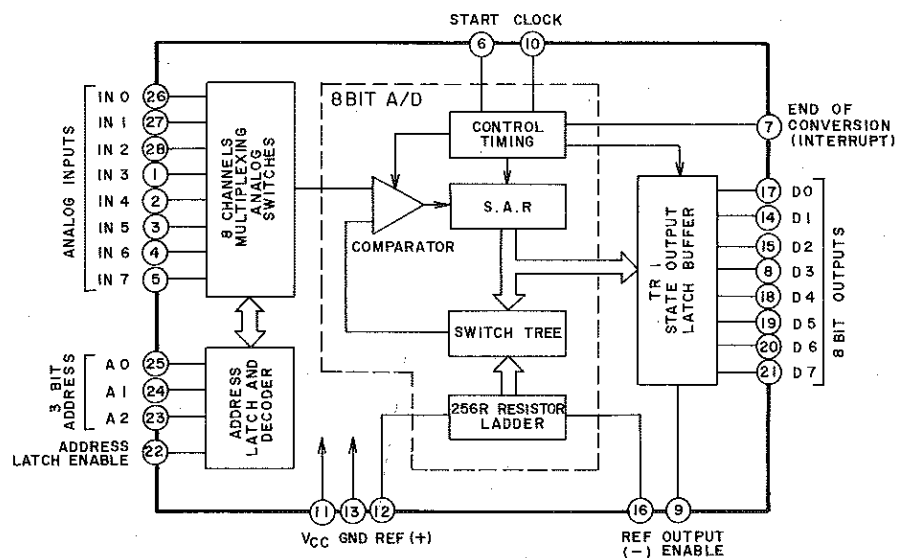 START CLOCK
6 10
8BIT A/D
IN 0 26
IN 1 27
IN 2 28
IN 3 1
IN 4 2
IN 5 3
IN 6 4
IN 7 5
ANALOG INPUTS
8 CHANNELS
MULTIPLEXING
ANALOG
SWITCHES
CONTROL
TIMING
7
END OF
CONVERSION
(INTERRUPT)
S.A.R
COMPARATOR
SWITCH TREE
256R RESISTOR
LADDER
TRI
STATE OUTPUT
LATCH BUFFER
17 D0
14 D1
15 D2
8 D3
18 D4
19 D5
20 D6
21 D7
8BIT OUTPUTS
3 BIT
ADDRESS
A0 25
A1 24
A2 23
ADDRESS
LATCH ENABLE
22
ADDRESS
LATCH AND
DECODER
11 13 12 16 9
VCC GND REF (+)
REF
(-)
OUTPUT
ENABLE